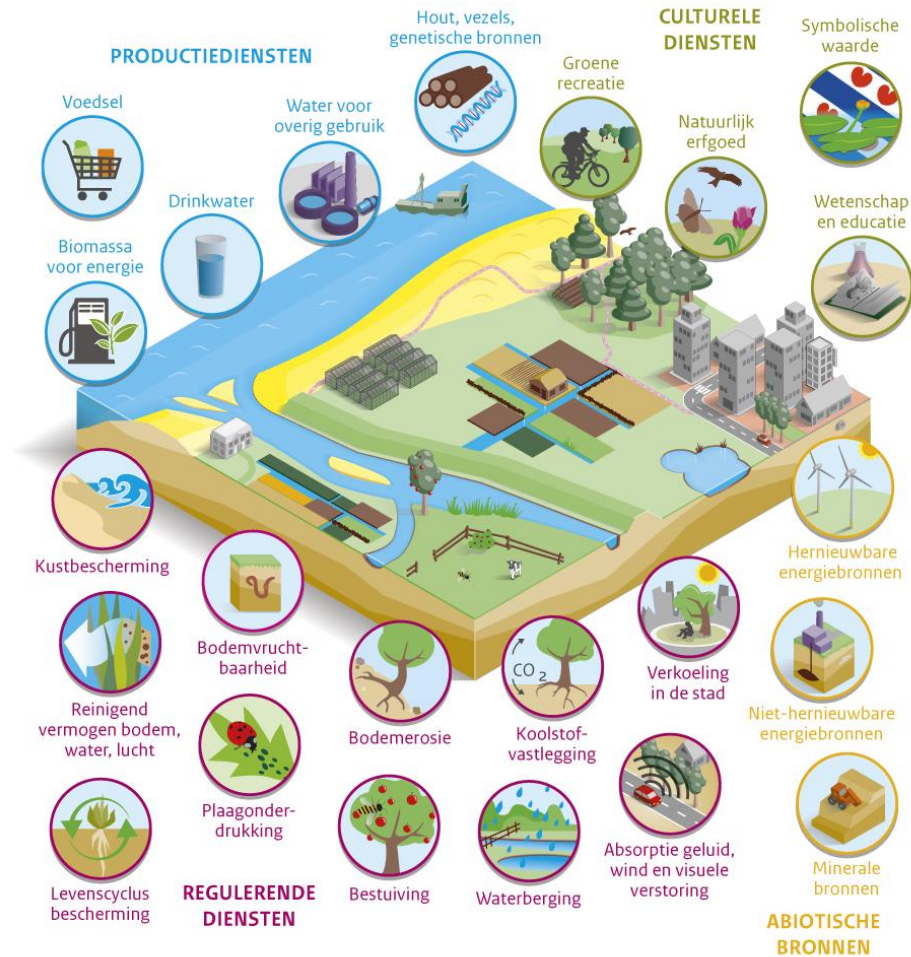 PRODUCTIEDIENSTEN
Voedsel
Biomassa
voor energie
Drinkwater
Water voor
overig gebruik
Hout, vezels,
genetische bronnen
CULTURELE
DIENSTEN
Groene
recreatie
Natuurlijk
erfgoed
Symbolische
waarde
Wetenschap
en educatie
Kustbescherming
Reinigend
vermogen bodem,
water, lucht
Levenscyclus
bescherming
Bodemvrucht-
baarheid
Plaagonder-
drukking
REGULERENDE
DIENSTEN
Bodemerosie
Bestuiving
CO2
Koolstof-
vastlegging
Waterberging
Verkoeling
in de stad
Absorptie geluid,
wind en visuele
verstoring
Hernieuwbare
energiebronnen
Niet-hernieuwbare
energiebronnen
Minerale
bronnen
ABIOTISCHE
BRONNEN